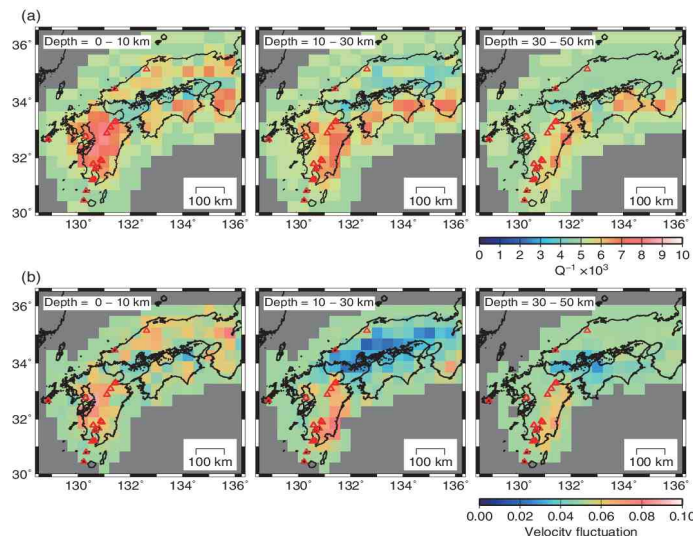 (a)
Depth = 0 – 10 km
Depth = 10 – 30 km
Depth = 30 – 50 km
36°
34°
32°
30°
100 km
100 km
100 km
130° 132° 134° 136°
130° 132° 134° 136°
130° 132° 134° 136°
0 1 2 3 4 5 6 7 8 9 10
Q⁻¹ ×10³
(b)
Depth = 0 – 10 km
Depth = 10 – 30 km
Depth = 30 – 50 km
36°
34°
32°
30°
100 km
100 km
100 km
130° 132° 134° 136°
130° 132° 134° 136°
130° 132° 134° 136°
0.00 0.02 0.04 0.06 0.08 0.10
Velocity fluctuation